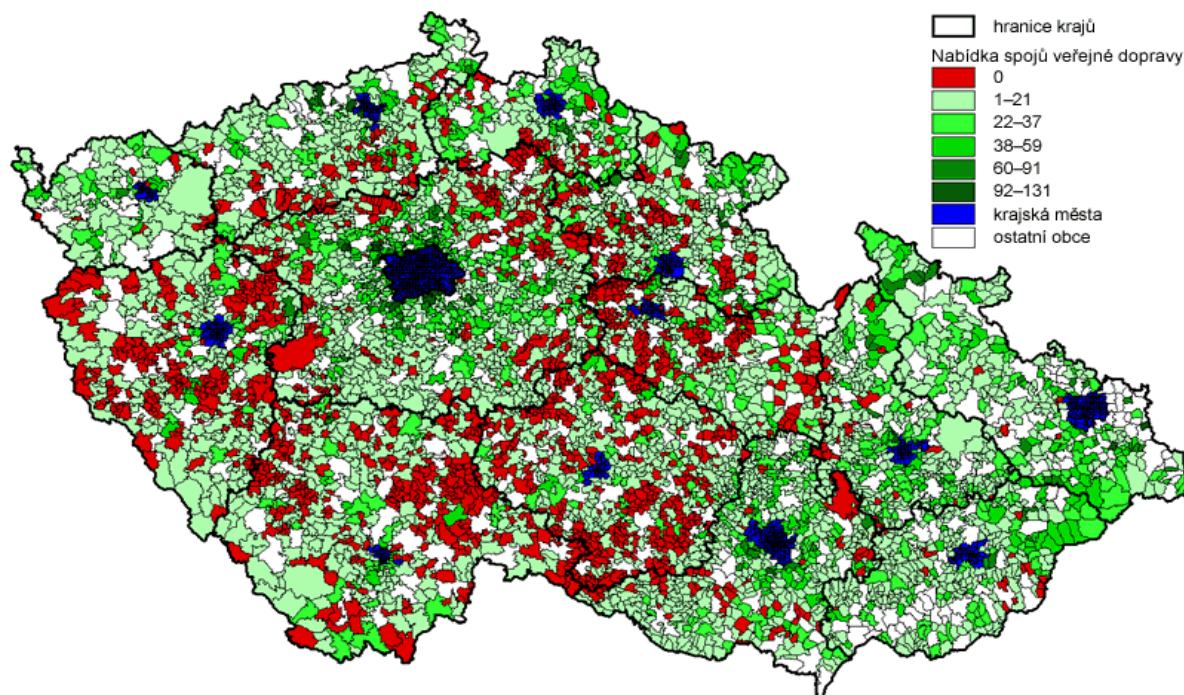 hranice krajů
Nabídka spojů veřejné dopravy
0
1–21
22–37
38–59
60–91
92–131
krajská města
ostatní obce